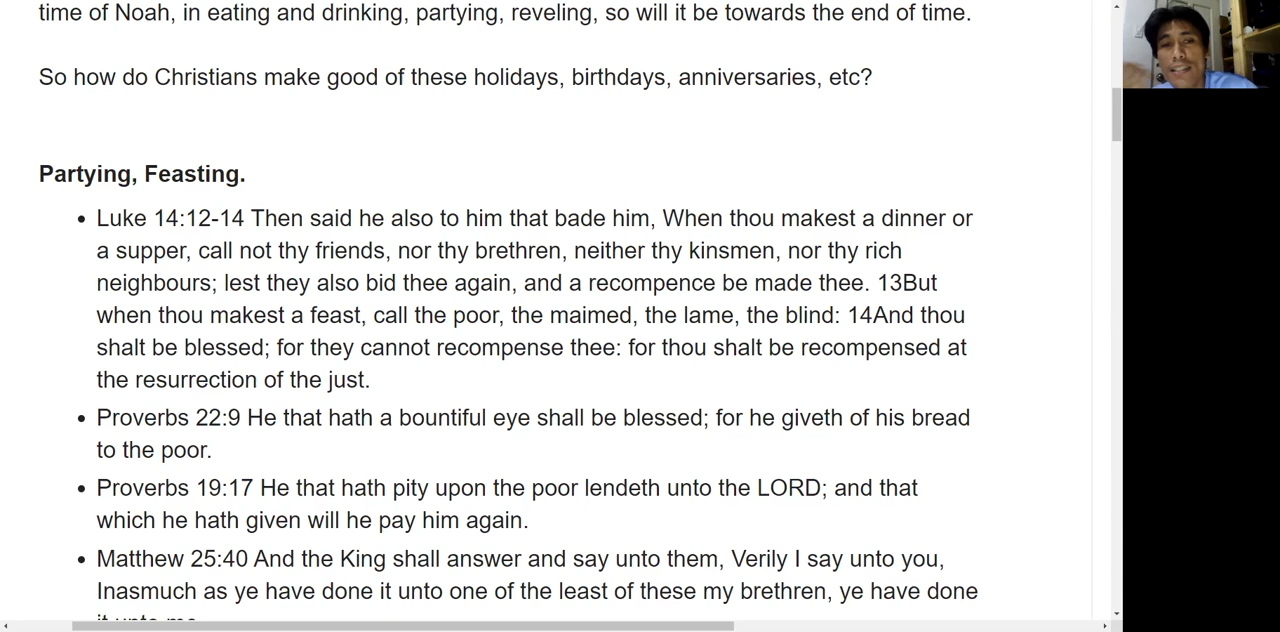 time of Noah, in eating and drinking, partying, reveling, so will it be towards the end of time.
So how do Christians make good of these holidays, birthdays, anniversaries, etc?
Partying, Feasting.
• Luke 14:12-14 Then said he also to him that bade him, When thou makest a dinner or
a supper, call not thy friends, nor thy brethren, neither thy kinsmen, nor thy rich
neighbours; lest they also bid thee again, and a recompence be made thee. 13But
when thou makest a feast, call the poor, the maimed, the lame, the blind: 14And thou
shalt be blessed; for they cannot recompense thee: for thou shalt be recompensed at
the resurrection of the just.
• Proverbs 22:9 He that hath a bountiful eye shall be blessed; for he giveth of his bread
to the poor.
• Proverbs 19:17 He that hath pity upon the poor lendeth unto the LORD; and that
which he hath given will he pay him again.
• Matthew 25:40 And the King shall answer and say unto them, Verily I say unto you,
Inasmuch as ye have done it unto one of the least of these my brethren, ye have done
it unto me.